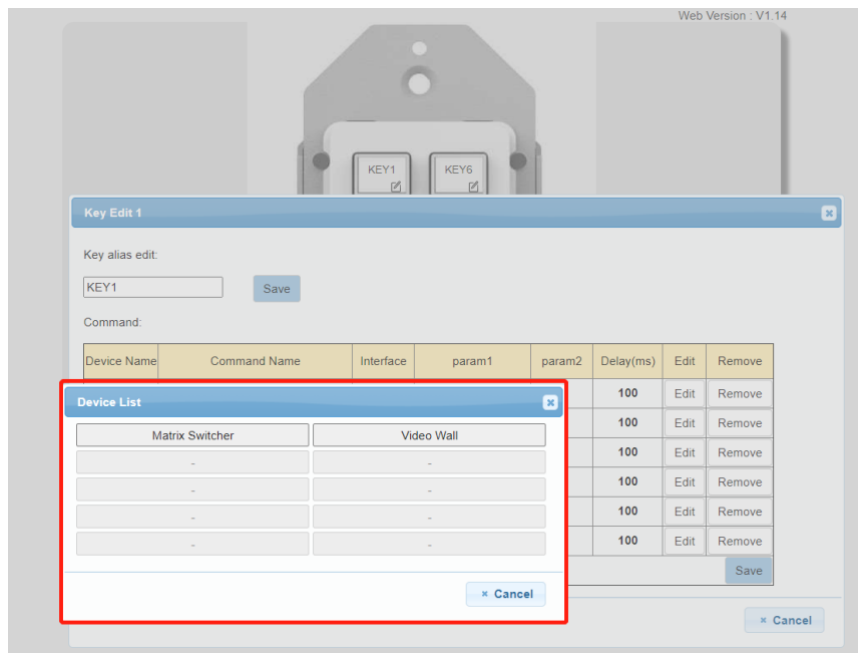 Web Version : V1.14
KEY1 KEY6
Key Edit 1
Key alias edit:
KEY1 Save
Command:
Device Name Command Name Interface param1 param2 Delay(ms) Edit Remove
100 Edit Remove
100 Edit Remove
100 Edit Remove
100 Edit Remove
100 Edit Remove
100 Edit Remove
Save
Cancel
Device List
Matrix Switcher Video Wall
- -
- -
- -
- -
Cancel